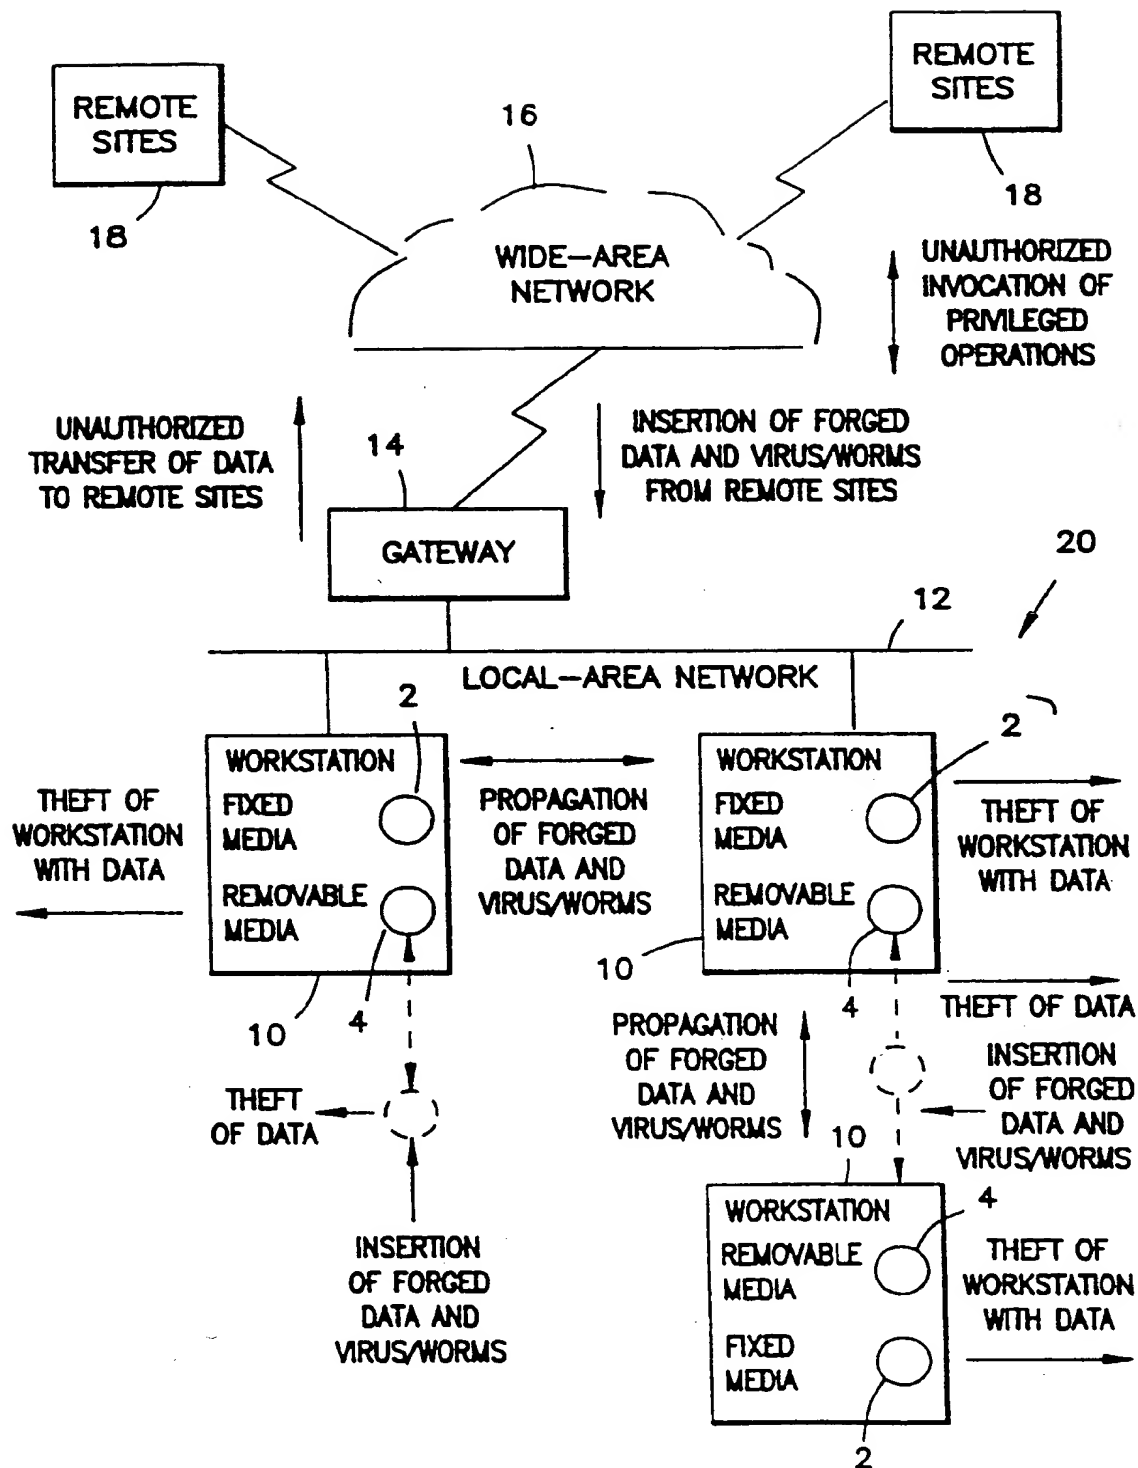 REMOTE
SITES
18
REMOTE
SITES
18
16
WIDE-AREA
NETWORK
UNAUTHORIZED
INVOCATION OF
PRIVILEGED
OPERATIONS
UNAUTHORIZED
TRANSFER OF DATA
TO REMOTE SITES
14
INSERTION OF FORGED
DATA AND VIRUS/WORMS
FROM REMOTE SITES
GATEWAY
20
12
LOCAL-AREA NETWORK
2
WORKSTATION
FIXED
MEDIA
REMOVABLE
MEDIA
10
4
THEFT OF
WORKSTATION
WITH DATA
PROPAGATION
OF FORGED
DATA AND
VIRUS/WORMS
2
WORKSTATION
FIXED
MEDIA
REMOVABLE
MEDIA
10
4
THEFT OF
WORKSTATION
WITH DATA
THEFT OF DATA
THEFT
OF DATA
INSERTION
OF FORGED
DATA AND
VIRUS/WORMS
PROPAGATION
OF FORGED
DATA AND
VIRUS/WORMS
INSERTION
OF FORGED
DATA AND
VIRUS/WORMS
10
WORKSTATION
4
REMOVABLE
MEDIA
FIXED
MEDIA
2
THEFT OF
WORKSTATION
WITH DATA